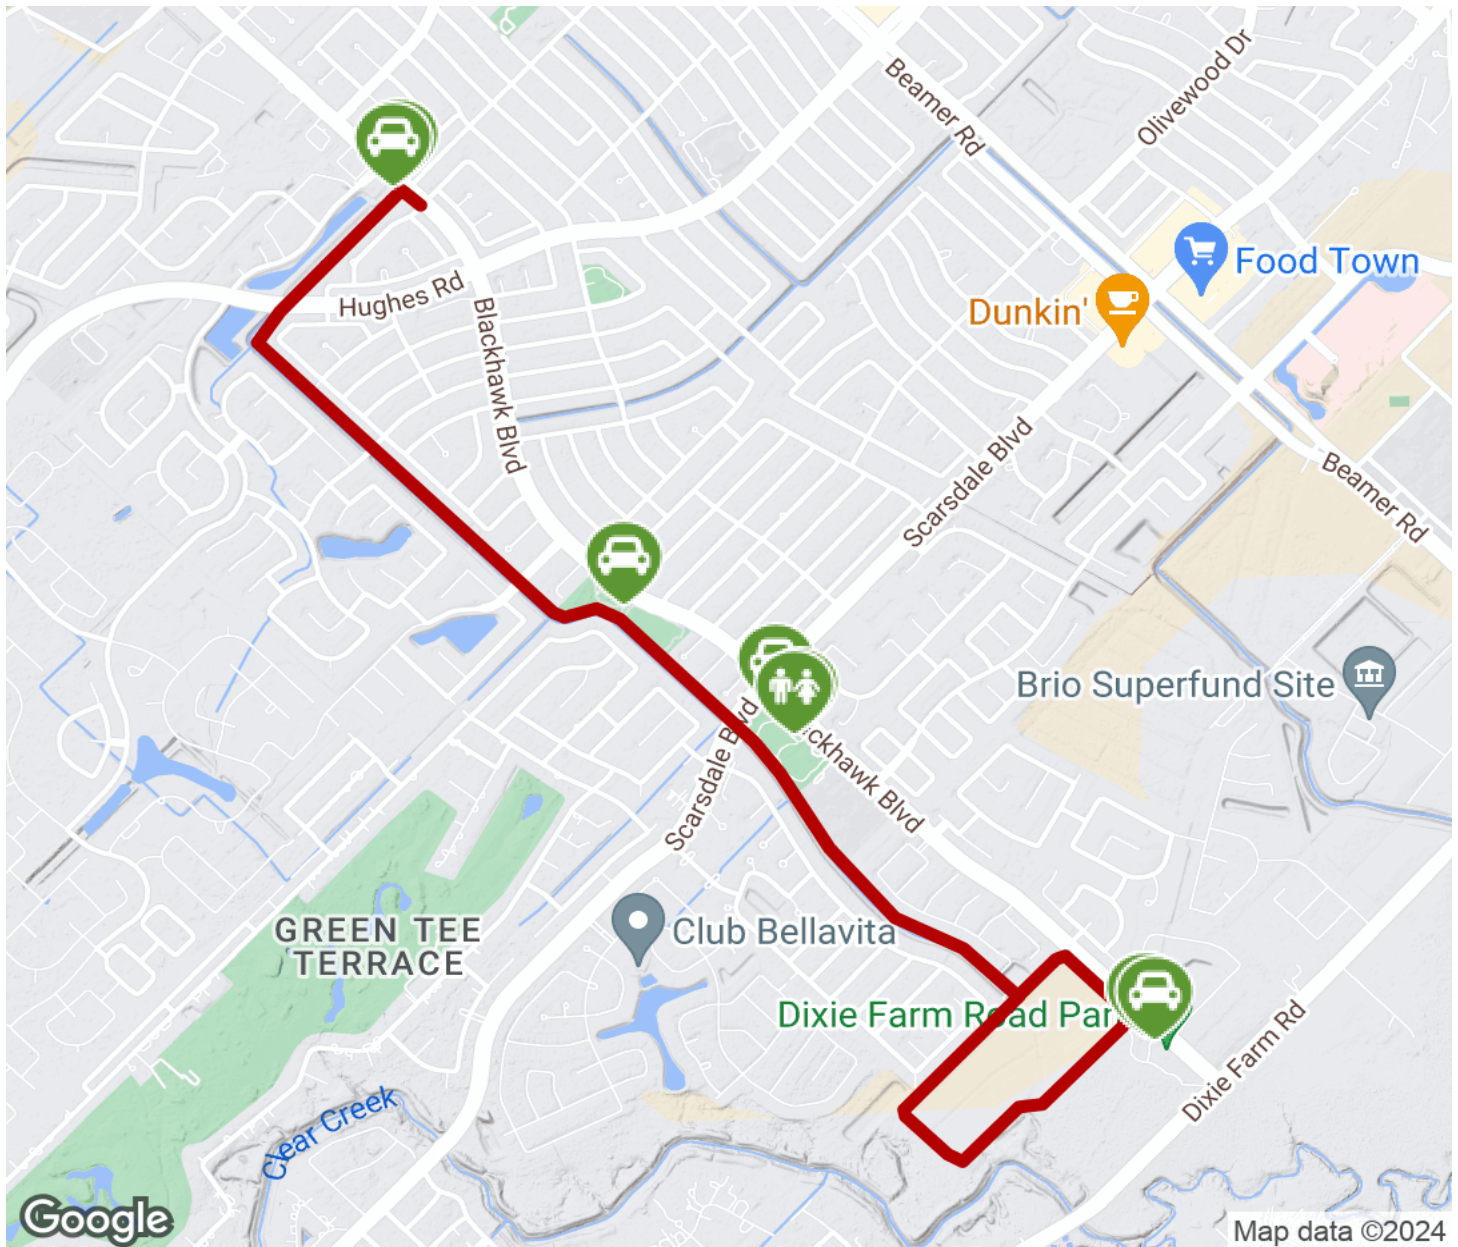 Beamer Rd
Olivewood Dr
Food Town
Dunkin'
Hughes Rd
Blackhawk Blvd
Scarsdale Blvd
Beamer Rd
Brio Superfund Site
Scarsdale B vd
ckhawk Blvd
GREEN TEE
TERRACE
Club Bellavita
Dixie Farm Road Par
Dixie Farm Rd
Clear Creek
Google
Map data ©2024